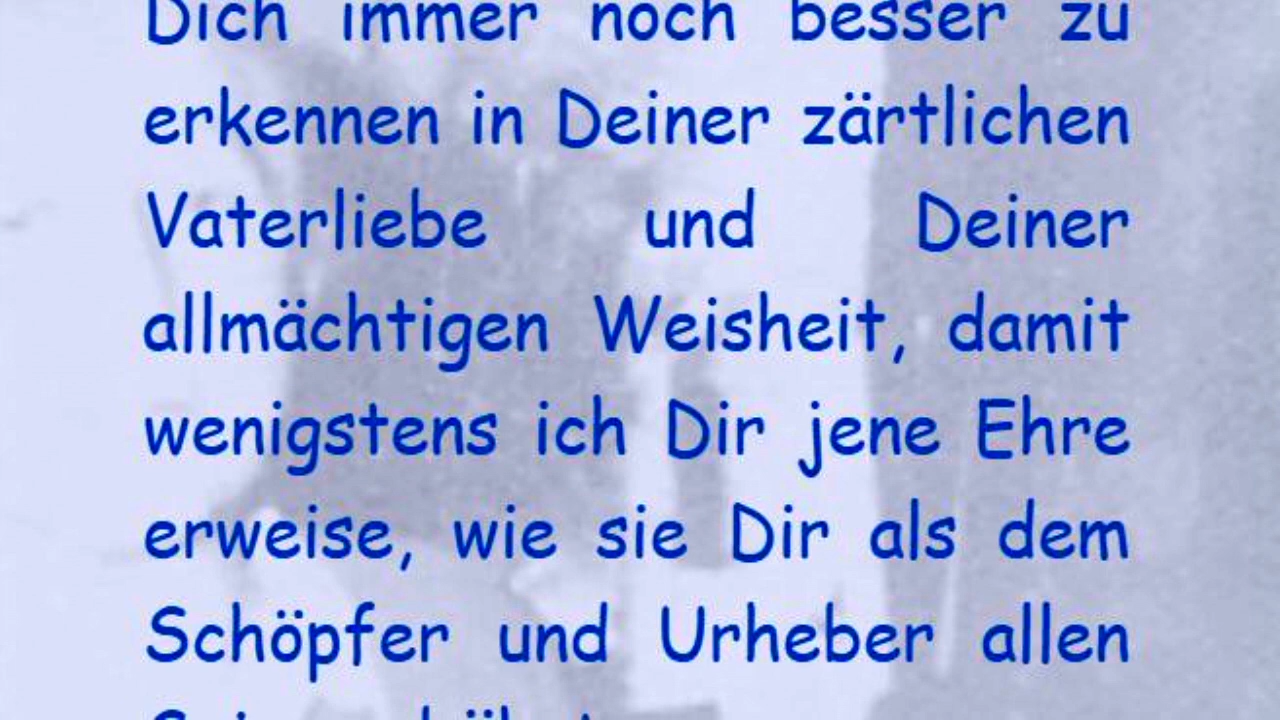 Dich immer noch besser zu
erkennen in Deiner zärtlichen
Vaterliebe und Deiner
allmächtigen Weisheit, damit
wenigstens ich Dir jene Ehre
erweise, wie sie Dir als dem
Schöpfer und Urheber allen